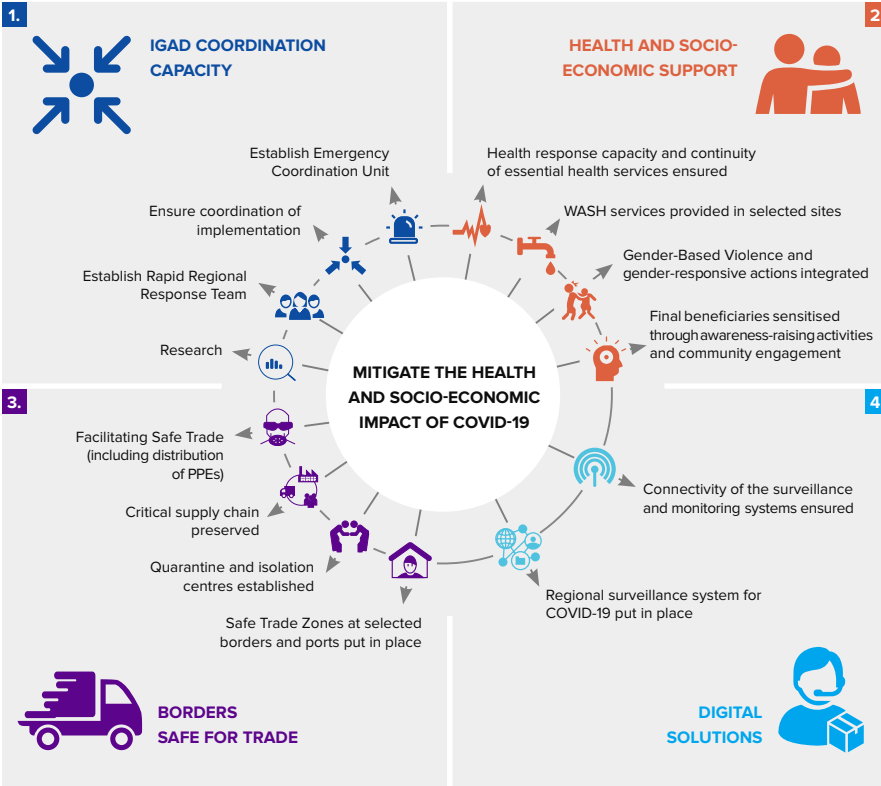 1.
IGAD COORDINATION
CAPACITY
Establish Emergency
Coordination Unit
Ensure coordination of
implementation
Establish Rapid Regional
Response Team
Research
2
HEALTH AND SOCIO-
ECONOMIC SUPPORT
Health response capacity and continuity
of essential health services ensured
WASH services provided in selected sites
Gender-Based Violence and
gender-responsive actions integrated
Final beneficiaries sensitised
through awareness-raising activities
and community engagement
MITIGATE THE HEALTH
AND SOCIO-ECONOMIC
IMPACT OF COVID-19
3.
Facilitating Safe Trade
(including distribution
of PPEs)
Critical supply chain
preserved
Quarantine and isolation
centres established
Safe Trade Zones at selected
borders and ports put in place
BORDERS
SAFE FOR TRADE
4
Connectivity of the surveillance
and monitoring systems ensured
Regional surveillance system for
COVID-19 put in place
DIGITAL
SOLUTIONS